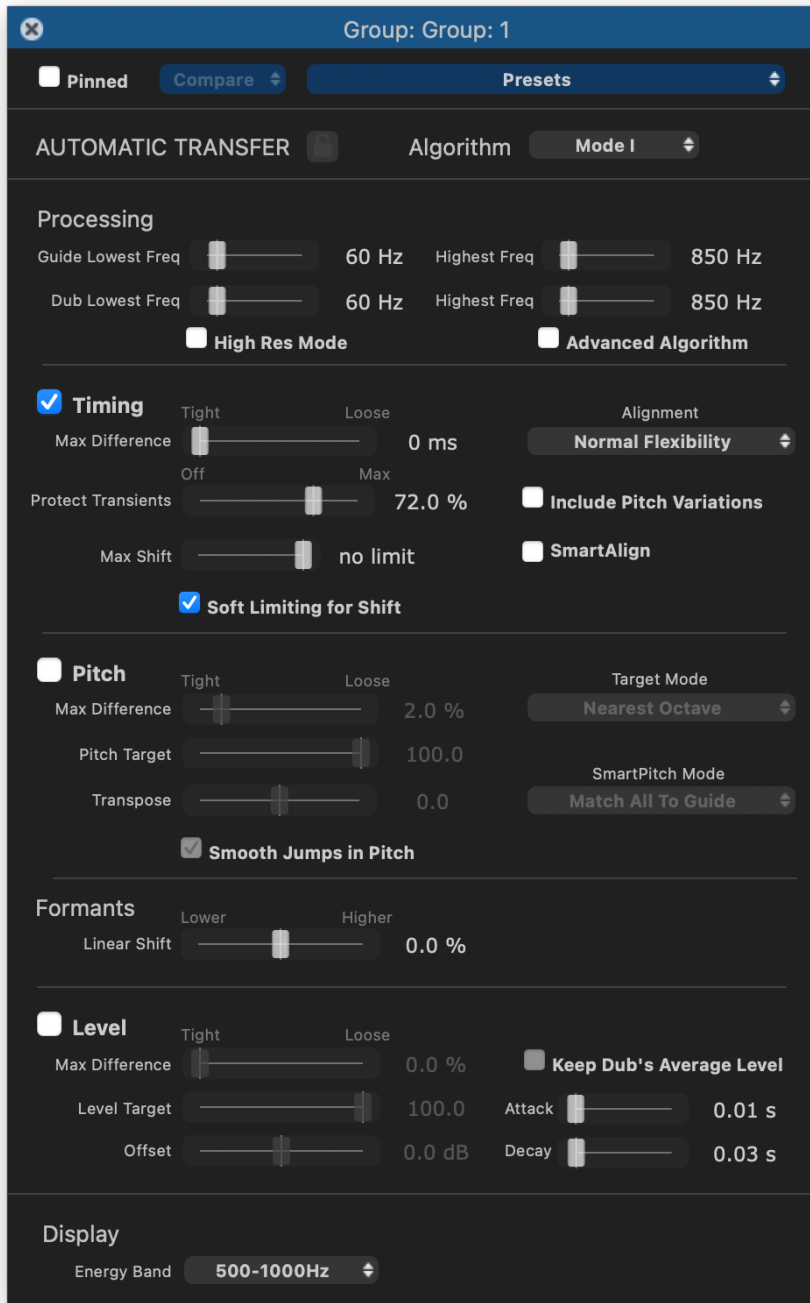 Group: Group: 1
Pinned Compare Presets
AUTOMATIC TRANSFER Algorithm Mode I
Processing
Guide Lowest Freq 60 Hz Highest Freq 850 Hz
Dub Lowest Freq 60 Hz Highest Freq 850 Hz
High Res Mode Advanced Algorithm
Timing Tight Loose Alignment
Max Difference 0 ms Normal Flexibility
Off Max
Protect Transients 72.0 % Include Pitch Variations
Max Shift no limit SmartAlign
Soft Limiting for Shift
Pitch Tight Loose Target Mode
Max Difference 2.0 % Nearest Octave
Pitch Target 100.0
SmartPitch Mode
Transpose 0.0 Match All To Guide
Smooth Jumps in Pitch
Formants Lower Higher
Linear Shift 0.0 %
Level Tight Loose
Max Difference 0.0 % Keep Dub's Average Level
Level Target 100.0 Attack 0.01 s
Offset 0.0 dB Decay 0.03 s
Display
Energy Band 500-1000Hz